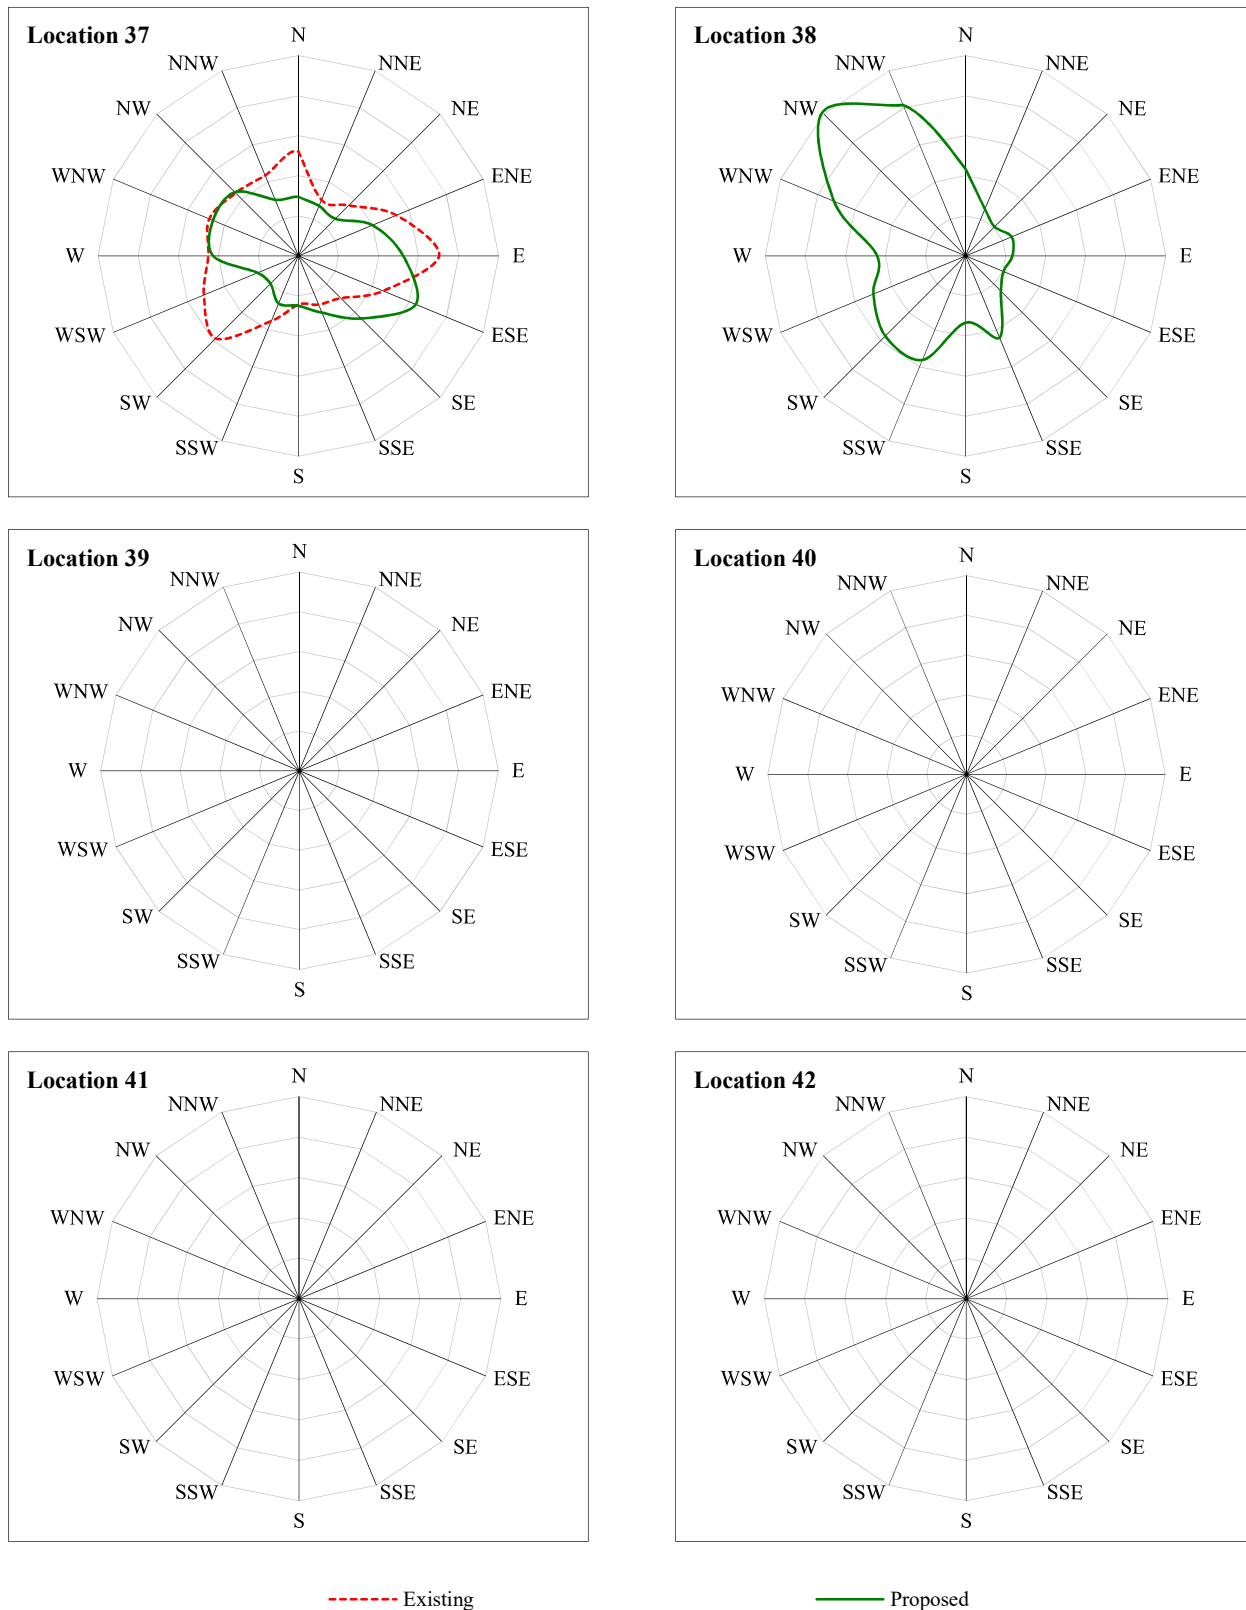 Location 37
N
NNW
NNE
NW
NE
WNW
ENE
W
E
WSW
ESE
SW
SE
SSW
SSE
S
Location 38
N
NNW
NNE
NW
NE
WNW
ENE
W
E
WSW
ESE
SW
SE
SSW
SSE
S
Location 39
N
NNW
NNE
NW
NE
WNW
ENE
W
E
WSW
ESE
SW
SE
SSW
SSE
S
Location 40
N
NNW
NNE
NW
NE
WNW
ENE
W
E
WSW
ESE
SW
SE
SSW
SSE
S
Location 41
N
NNW
NNE
NW
NE
WNW
ENE
W
E
WSW
ESE
SW
SE
SSW
SSE
S
Location 42
N
NNW
NNE
NW
NE
WNW
ENE
W
E
WSW
ESE
SW
SE
SSW
SSE
S
Existing
Proposed